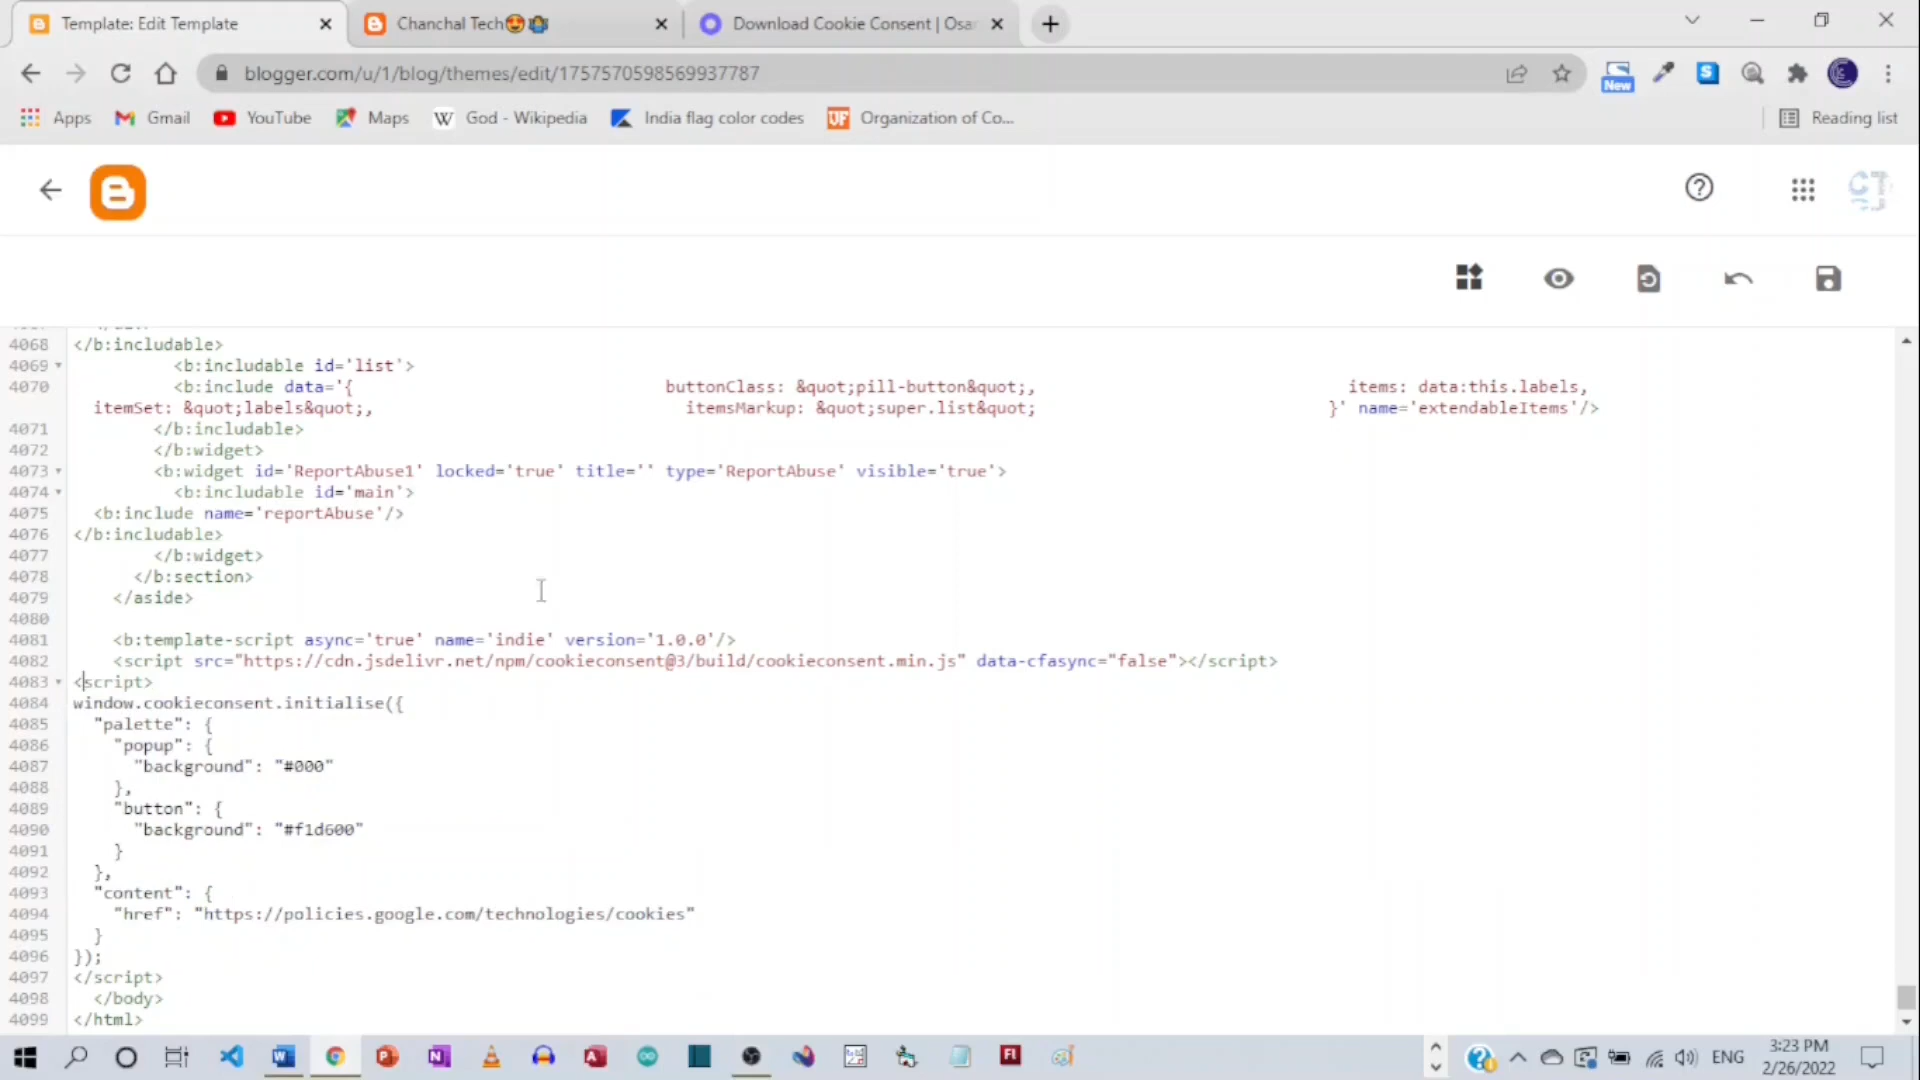 Template: Edit Template
Chanchal Tech
Download Cookie Consent | Osa
blogger.com/u/1/blog/themes/edit/1757570598569937787
New
Apps Gmail YouTube Maps God - Wikipedia India flag color codes Organization of Co... Reading list
4068 </b:includable>
4069 <b:includable id='list'>
4070 <b:include data='{ buttonClass: &quot;pill-button&quot;, items: data:this.labels,
itemSet: &quot;labels&quot;, itemsMarkup: &quot;super.list&quot; }' name='extendableItems'/>
4071 </b:includable>
4072 </b:widget>
4073 <b:widget id='ReportAbuse1' locked='true' title='' type='ReportAbuse' visible='true'>
4074 <b:includable id='main'>
4075 <b:include name='reportAbuse'/>
4076 </b:includable>
4077 </b:widget>
4078 </b:section>
4079 </aside>
4080
4081 <b:template-script async='true' name='indie' version='1.0.0'/>
4082 <script src="https://cdn.jsdelivr.net/npm/cookieconsent@3/build/cookieconsent.min.js" data-cfasync="false"></script>
4083 <script>
4084 window.cookieconsent.initialise({
4085 "palette": {
4086 "popup": {
4087 "background": "#000"
4088 },
4089 "button": {
4090 "background": "#f1d600"
4091 }
4092 },
4093 "content": {
4094 "href": "https://policies.google.com/technologies/cookies"
4095 }
4096 });
4097 </script>
4098 </body>
4099 </html>
ENG
3:23 PM
2/26/2022